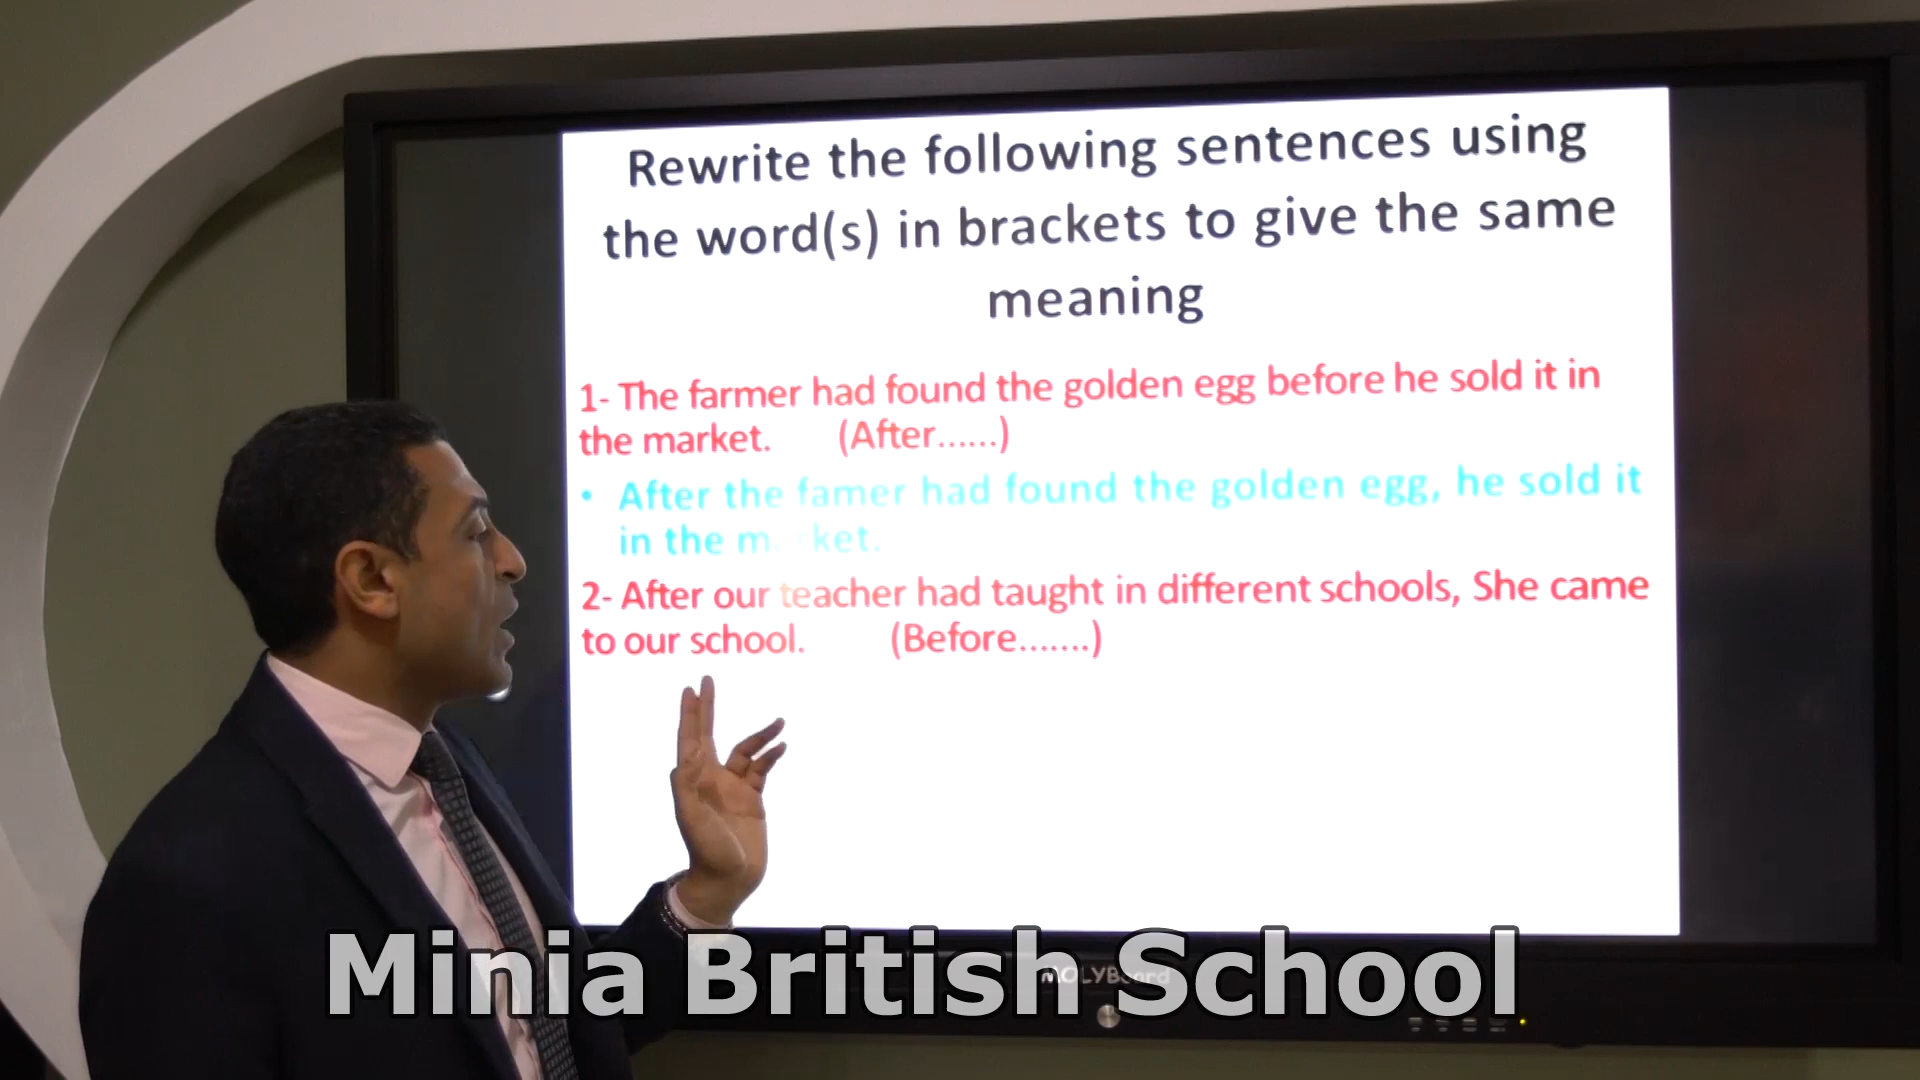 Rewrite the following sentences using
the word(s) in brackets to give the same
meaning
1- The farmer had found the golden egg before he sold it in
the market. (After......)
• After the famer had found the golden egg, he sold it
in the market.
2- After our teacher had taught in different schools, She came
to our school. (Before.......)
MOLYBoard
Minia British School